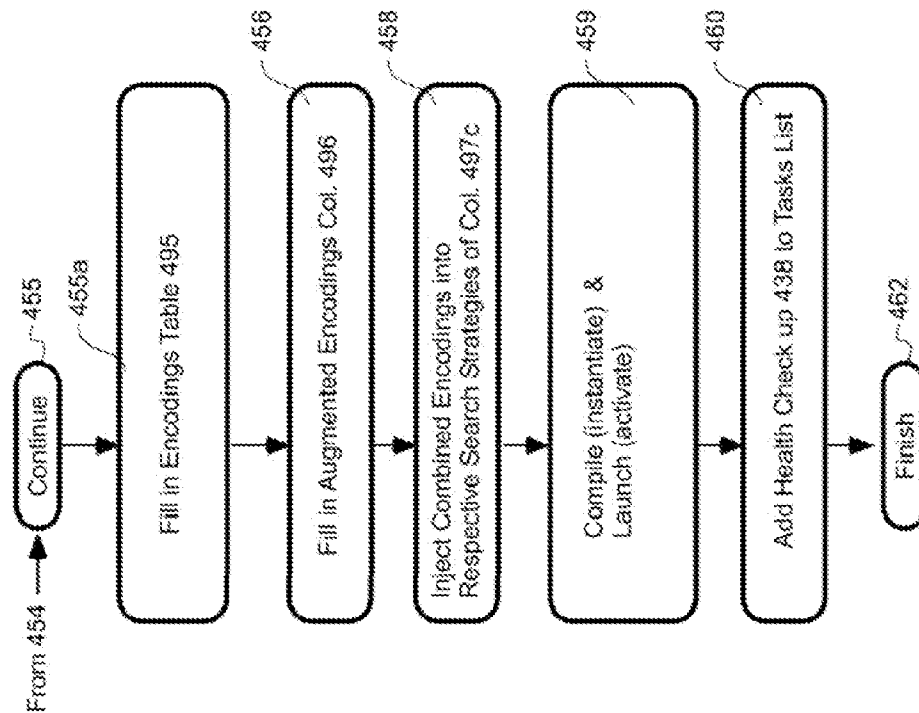 From 454
Continue
455
455a
Fill in Encodings Table 495
456
Fill in Augmented Encodings Col. 496
458
Inject Combined Encodings into
Respective Search Strategies of Col. 497c
459
Compile (instantiate) &
Launch (activate)
460
Add Health Check up 438 to Tasks List
Finish
462